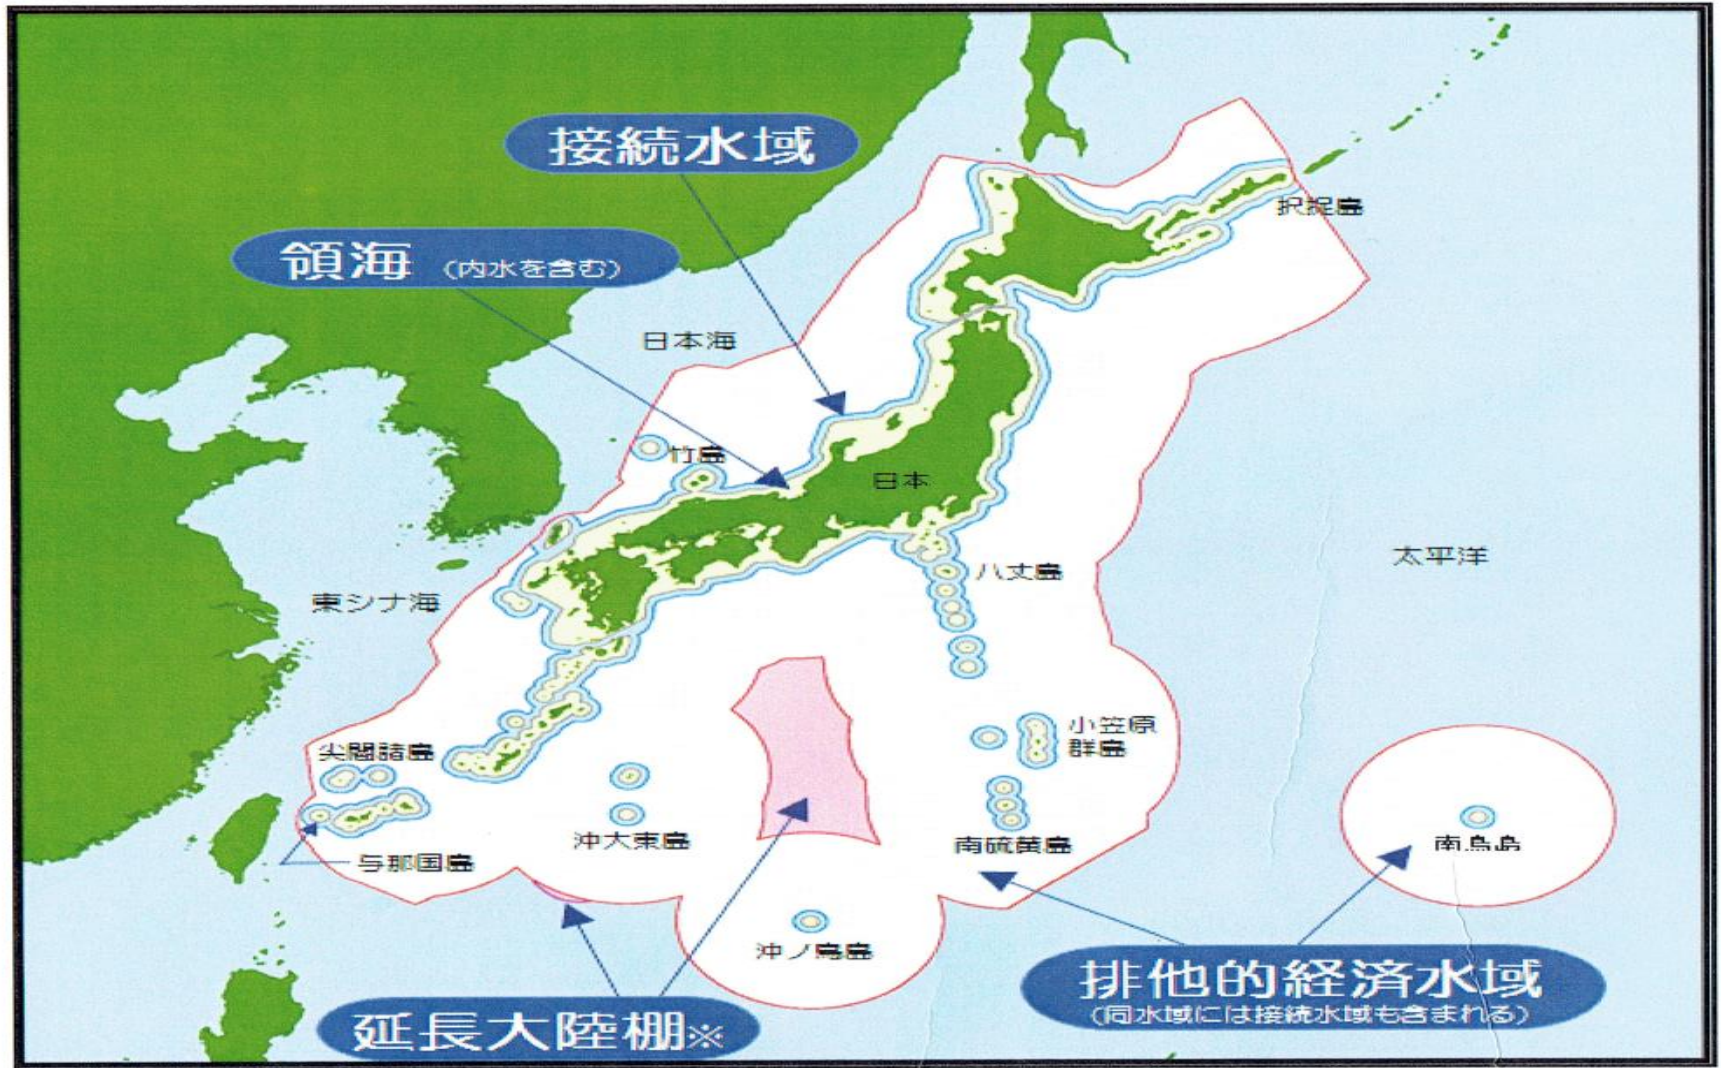 接続水域
領海 (内水を含む)
択捉島
日本海
竹島
日本
八丈島
太平洋
東シナ海
小笠原
群島
尖閣諸島
沖大東島
南硫黄島
南鳥島
与那国島
沖ノ鳥島
排他的経済水域
(同水域には接続水域も含まれる)
延長大陸棚※